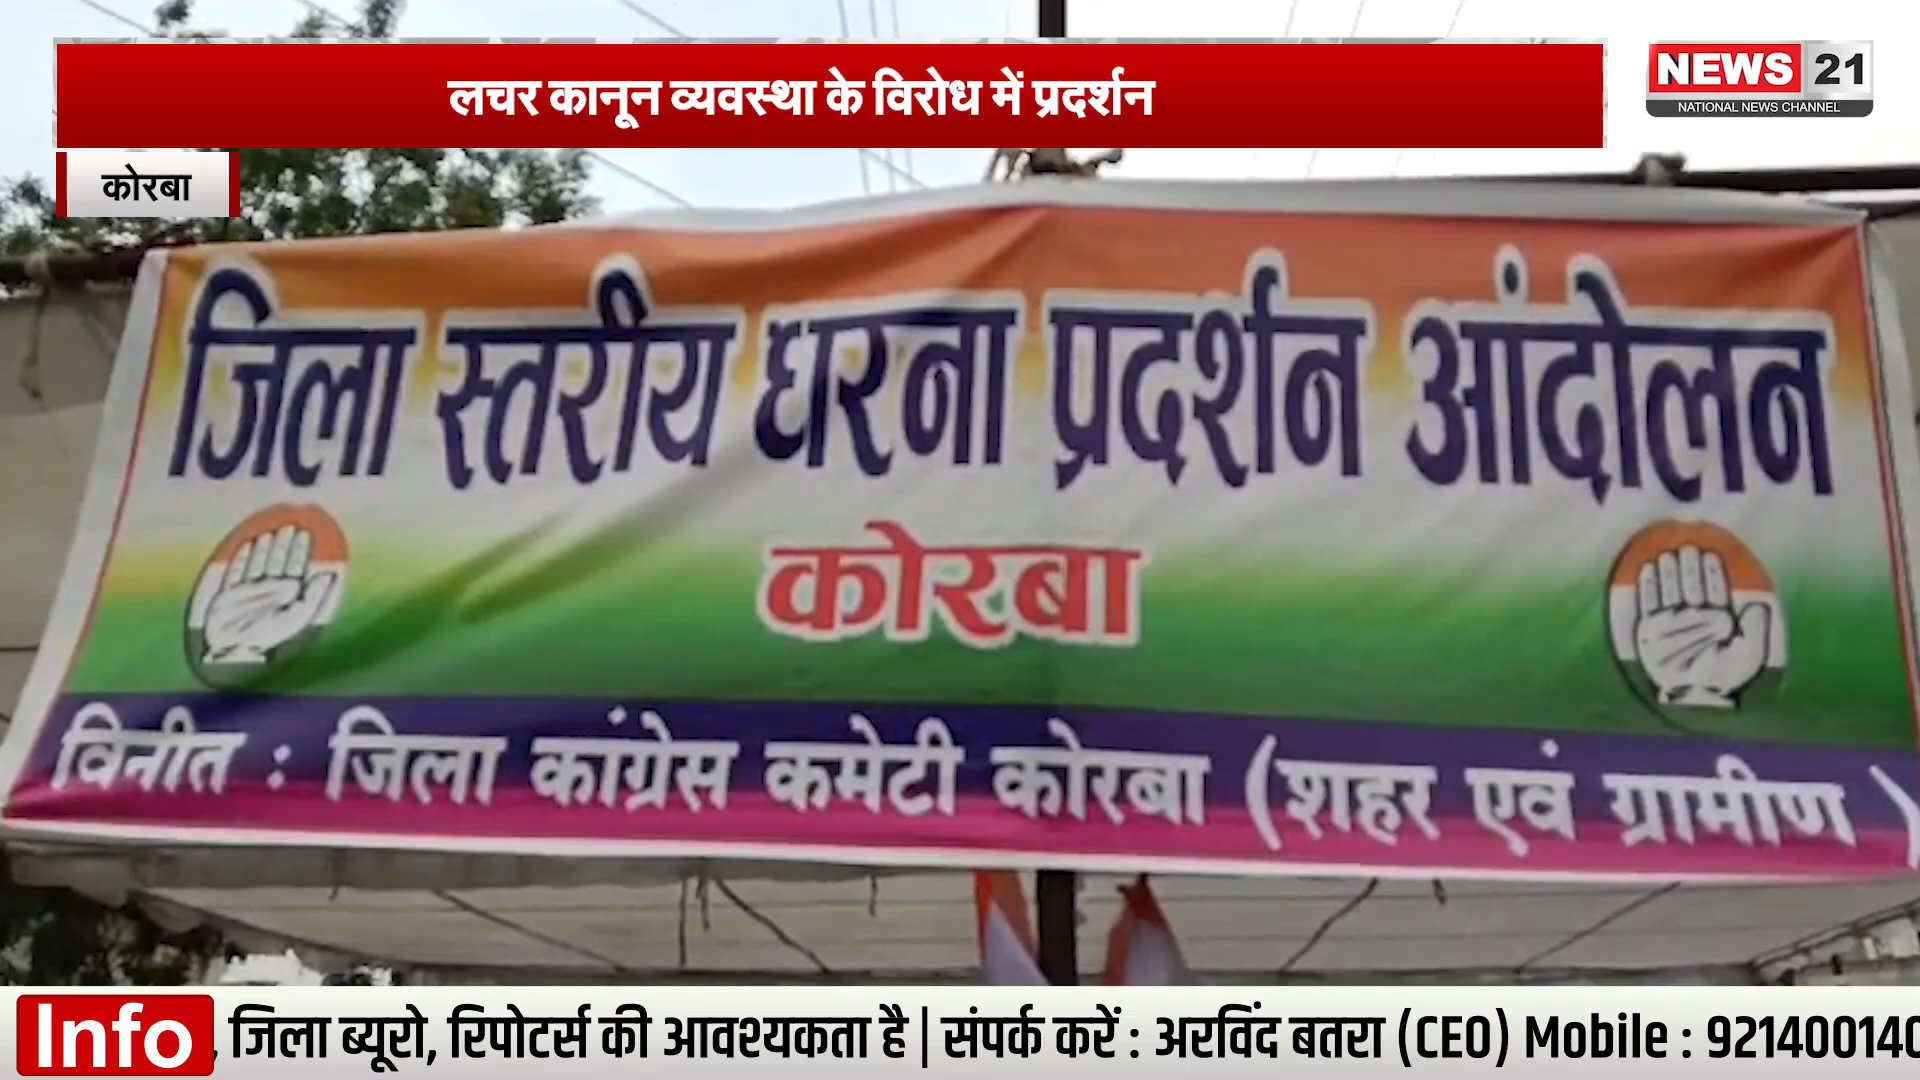 लचर कानून व्यवस्था के विरोध में प्रदर्शन
NEWS 21
NATIONAL NEWS CHANNEL
कोरबा
जिला स्तरीय धरना प्रदर्शन आंदोलन
कोरबा
विनीत : जिला कांग्रेस कमेटी कोरबा (शहर एवं ग्रामीण )
Info , जिला ब्यूरो, रिपोटर्स की आवश्यकता है | संपर्क करें : अरविंद बतरा (CEO) Mobile : 921400140